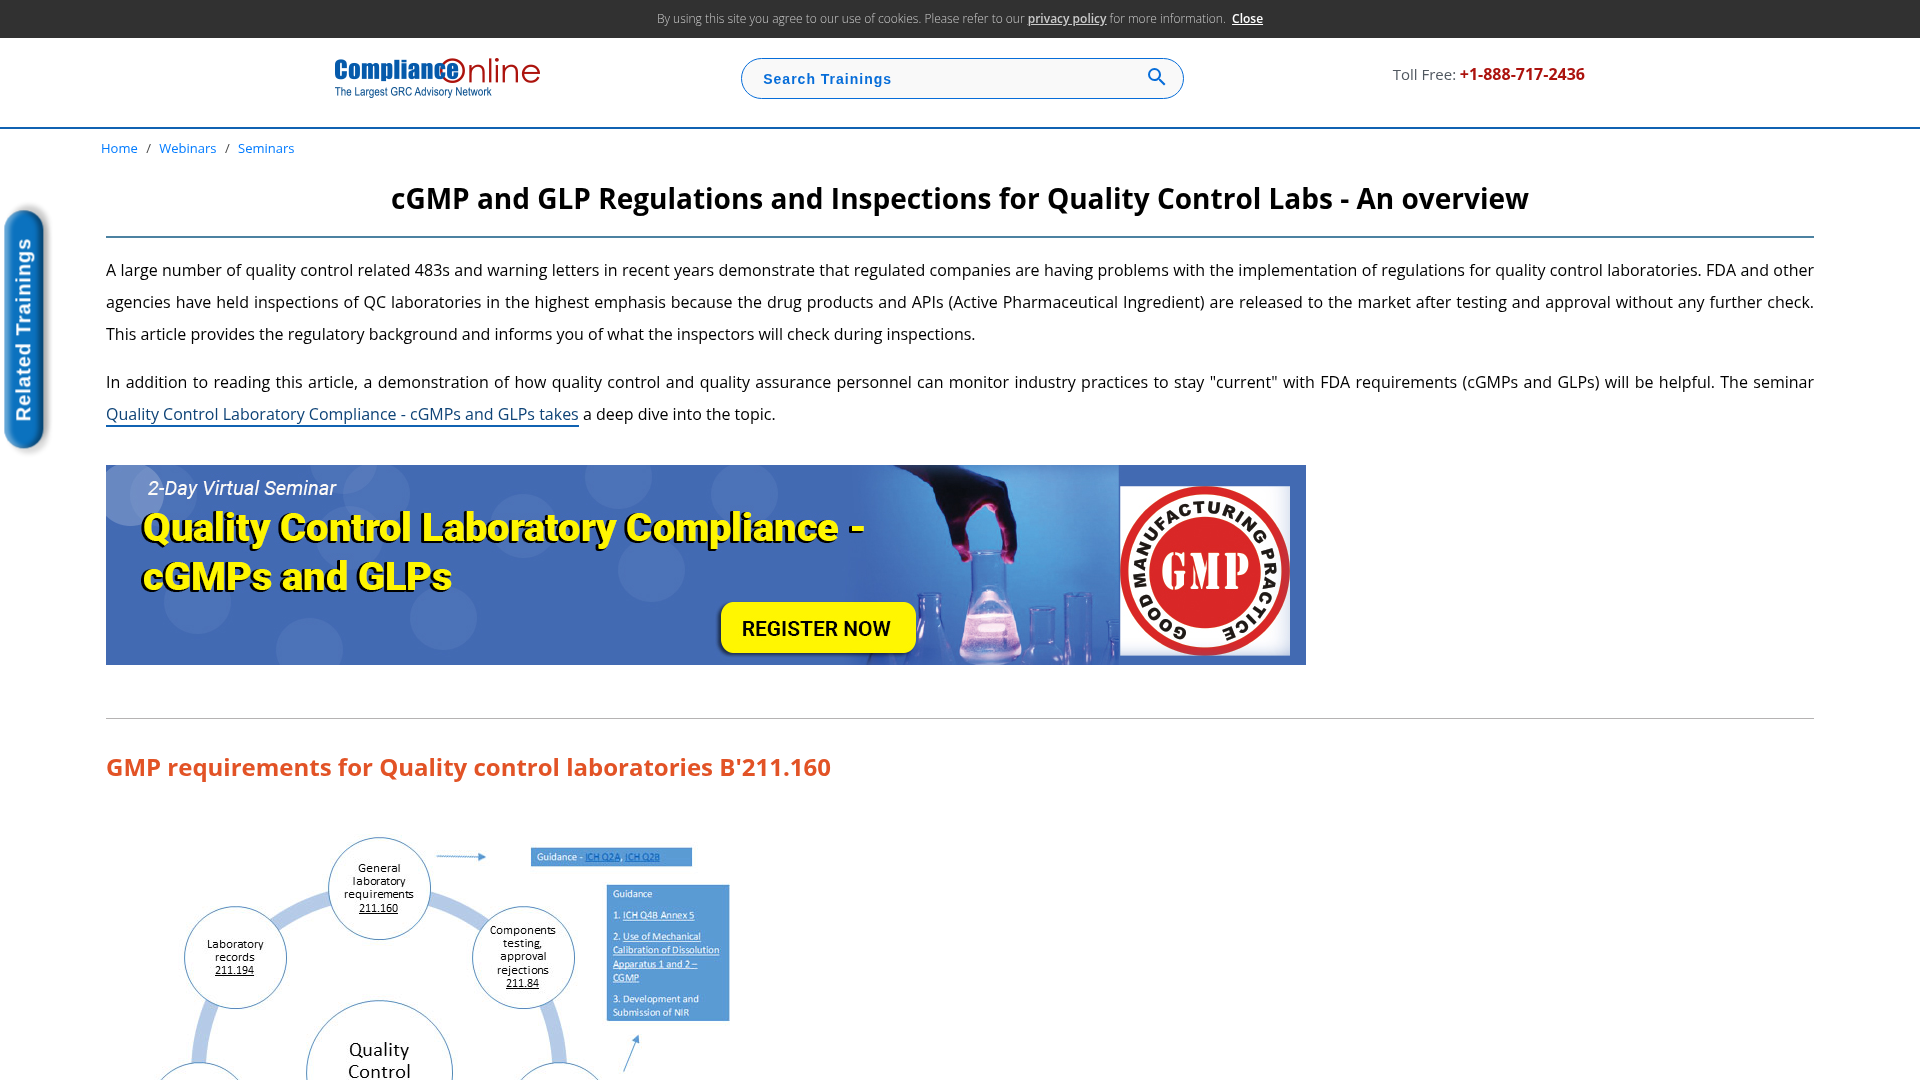 By using this site you agree to our use of cookies. Please refer to our privacy policy for more information. Close
ComplianceOnline
The Largest GRC Advisory Network
Search Trainings
Toll Free: +1-888-717-2436
Home / Webinars / Seminars
Related Trainings
cGMP and GLP Regulations and Inspections for Quality Control Labs - An overview
A large number of quality control related 483s and warning letters in recent years demonstrate that regulated companies are having problems with the implementation of regulations for quality control laboratories. FDA and other
agencies have held inspections of QC laboratories in the highest emphasis because the drug products and APIs (Active Pharmaceutical Ingredient) are released to the market after testing and approval without any further check.
This article provides the regulatory background and informs you of what the inspectors will check during inspections.
In addition to reading this article, a demonstration of how quality control and quality assurance personnel can monitor industry practices to stay "current" with FDA requirements (cGMPs and GLPs) will be helpful. The seminar
Quality Control Laboratory Compliance - cGMPs and GLPs takes a deep dive into the topic.
2-Day Virtual Seminar
Quality Control Laboratory Compliance -
cGMPs and GLPs
REGISTER NOW
GOOD MANUFACTURING PRACTICE
GMP
GMP requirements for Quality control laboratories B'211.160
General
laboratory
requirements
211.160
Guidance - ICH Q2A, ICH Q2B
Guidance
1. ICH Q4B Annex 5
2. Use of Mechanical
Calibration of Dissolution
Apparatus 1 and 2 –
CGMP
3. Development and
Submission of NIR
Laboratory
records
211.194
Components
testing,
approval
rejections
211.84
Quality
Control